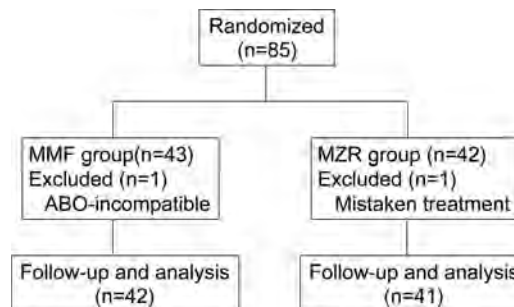 Randomized
(n=85)
MMF group(n=43)
Excluded (n=1)
ABO-incompatible
MZR group (n=42)
Excluded (n=1)
Mistaken treatment
Follow-up and analysis
(n=42)
Follow-up and analysis
(n=41)